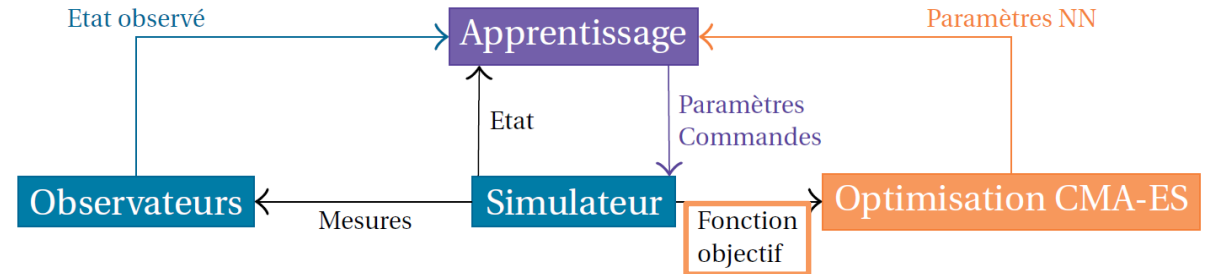 Etat observé
Apprentissage
Paramètres NN
Etat
Paramètres
Commandes
Observateurs
Mesures
Simulateur
Fonction
objectif
Optimisation CMA-ES